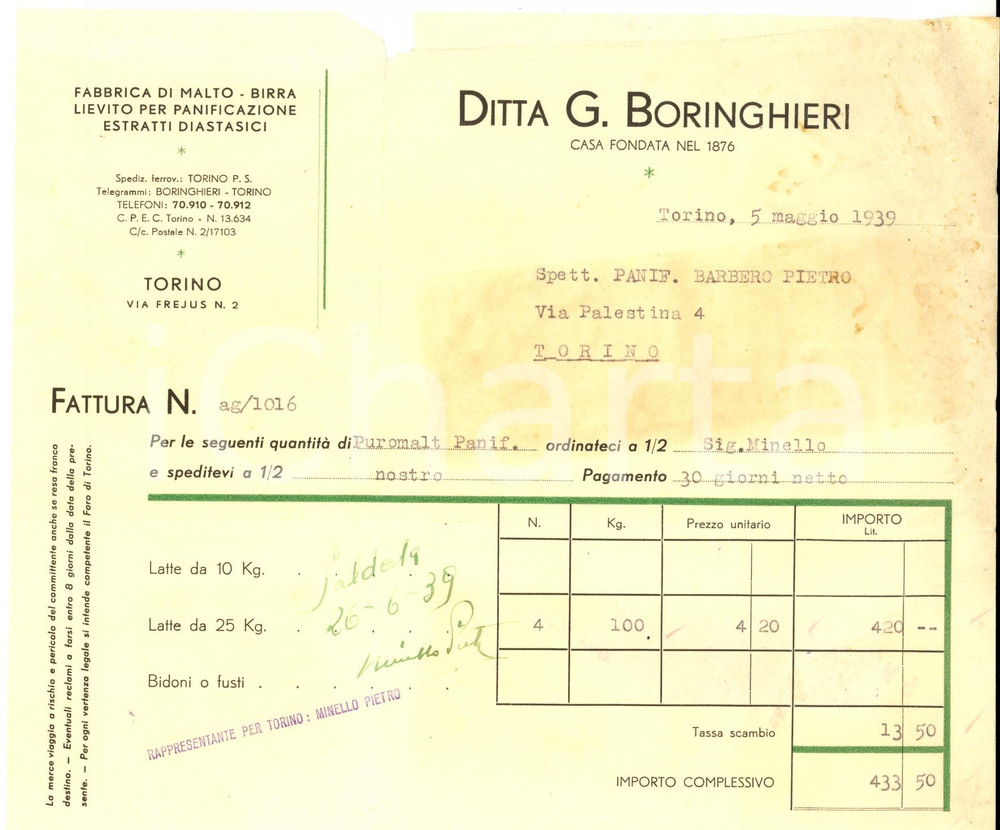 FABBRICA DI MALTO - BIRRA
LIEVITO PER PANIFICAZIONE
ESTRATTI DIASTASICI
*
Spediz. ferrov.: TORINO P. S.
Telegrammi: BORINGHIERI - TORINO
TELEFONI: 70.910 - 70.912
C. P. E. C. Torino - N. 13.634
C/c. Postale N. 2/17103
*
TORINO
VIA FREJUS N. 2
DITTA G. BORINGHIERI
CASA FONDATA NEL 1876
*
Torino, 5 maggio 1939
Spett. PANIF. BARBERO PIETRO
Via Palestina 4
TORINO
iCharta
FATTURA N. ag/1016
Per le seguenti quantità di Puromalt Panif. ordinateci a 1/2 Sig.Minello
e speditevi a 1/2 nostro Pagamento 30 giorni netto
N. Kg. Prezzo unitario IMPORTO
Lit.
Latte da 10 Kg. .
Latte da 25 Kg. . 4 100. 4 20 420 --
Bidoni o fusti . . . . .
Saldata
26-6-39
Minello Piet
RAPPRESENTANTE PER TORINO: MINELLO PIETRO
Tassa scambio 13 50
IMPORTO COMPLESSIVO 433 50
La merce viaggia a rischio e pericolo del committente anche se resa franco
destino. — Eventuali reclami a farsi entro 8 giorni dalla data della pre-
sente. — Per ogni vertenza legale si intende competente il Foro di Torino.